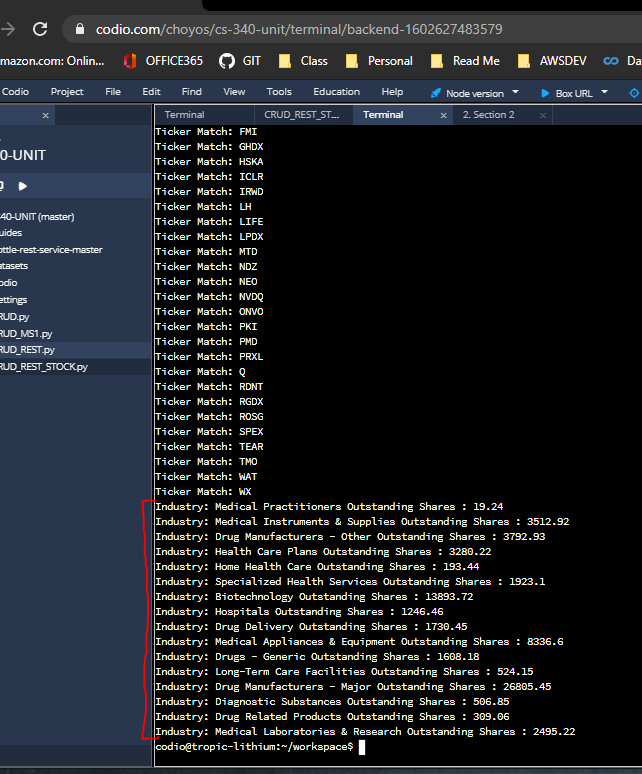 codio.com/choyos/cs-340-unit/terminal/backend-1602627483579
mazon.com: Onlin... OFFICE365 GIT Class Personal Read Me AWSDEV Da
Codio Project File Edit Find View Tools Education Help Node version Box URL
Terminal CRUD_REST_ST... Terminal 2. Section 2
0-UNIT
340-UNIT (master)
uides
ottle-rest-service-master
atasets
odio
ettings
RUD.py
RUD_MS1.py
RUD_REST.py
RUD_REST_STOCK.py
Ticker Match: FMI
Ticker Match: GHDX
Ticker Match: HSKA
Ticker Match: ICLR
Ticker Match: IRWD
Ticker Match: LH
Ticker Match: LIFE
Ticker Match: LPDX
Ticker Match: MTD
Ticker Match: NDZ
Ticker Match: NEO
Ticker Match: NVDQ
Ticker Match: ONVO
Ticker Match: PKI
Ticker Match: PMD
Ticker Match: PRXL
Ticker Match: Q
Ticker Match: RDNT
Ticker Match: RGDX
Ticker Match: ROSG
Ticker Match: SPEX
Ticker Match: TEAR
Ticker Match: TMO
Ticker Match: WAT
Ticker Match: WX
Industry: Medical Practitioners Outstanding Shares : 19.24
Industry: Medical Instruments & Supplies Outstanding Shares : 3512.92
Industry: Drug Manufacturers - Other Outstanding Shares : 3792.93
Industry: Health Care Plans Outstanding Shares : 3280.22
Industry: Home Health Care Outstanding Shares : 193.44
Industry: Specialized Health Services Outstanding Shares : 1923.1
Industry: Biotechnology Outstanding Shares : 13893.72
Industry: Hospitals Outstanding Shares : 1246.46
Industry: Drug Delivery Outstanding Shares : 1730.45
Industry: Medical Appliances & Equipment Outstanding Shares : 8336.6
Industry: Drugs - Generic Outstanding Shares : 1608.18
Industry: Long-Term Care Facilities Outstanding Shares : 524.15
Industry: Drug Manufacturers - Major Outstanding Shares : 26805.45
Industry: Diagnostic Substances Outstanding Shares : 506.85
Industry: Drug Related Products Outstanding Shares : 309.06
Industry: Medical Laboratories & Research Outstanding Shares : 2495.22
codio@tropic-lithium:~/workspace$